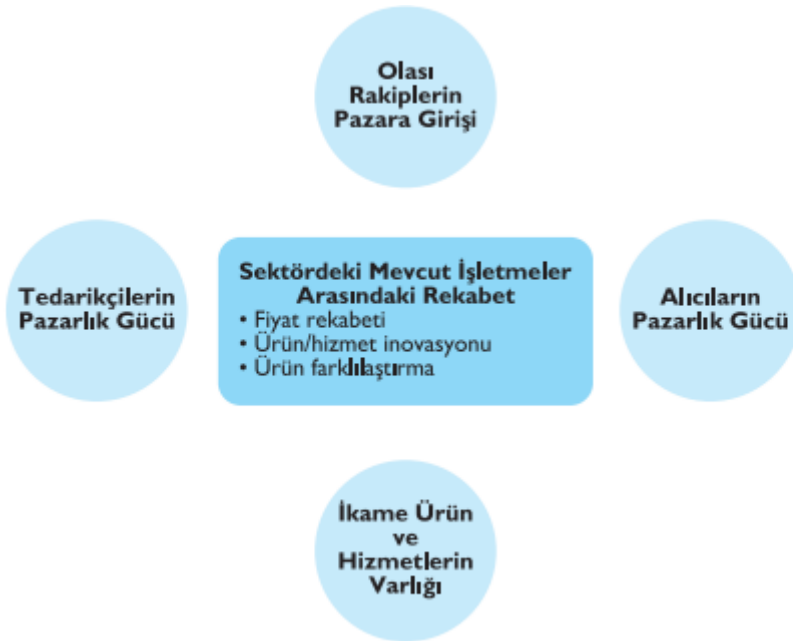 Olası
Rakiplerin
Pazara Girişi
Tedarikçilerin
Pazarlık Gücü
Sektördeki Mevcut İşletmeler
Arasındaki Rekabet
• Fiyat rekabeti
• Ürün/hizmet inovasyonu
• Ürün farklılaştırma
Alıcıların
Pazarlık Gücü
İkame Ürün
ve
Hizmetlerin
Varlığı